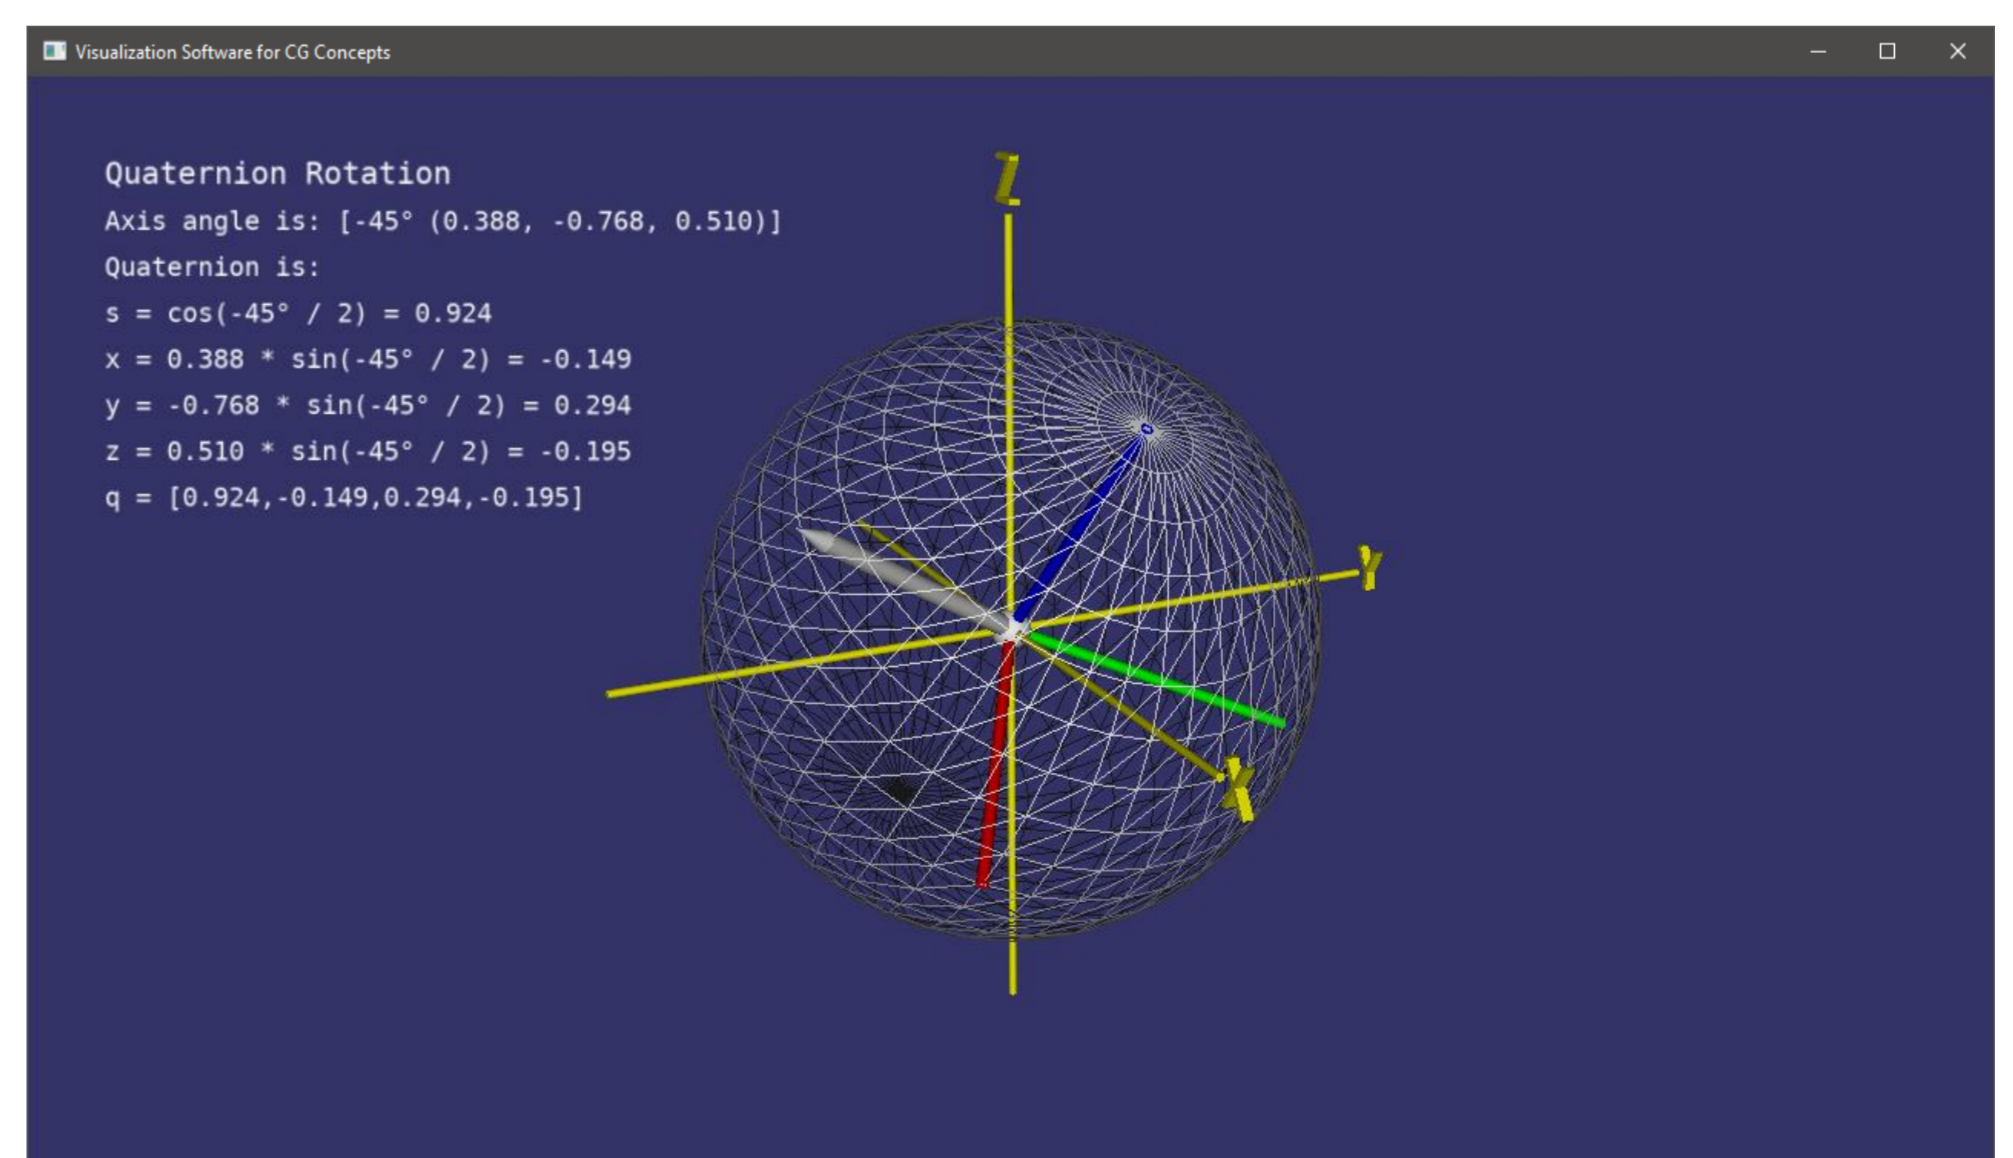 Visualization Software for CG Concepts
Quaternion Rotation
Axis angle is: [-45° (0.388, -0.768, 0.510)]
Quaternion is:
s = cos(-45° / 2) = 0.924
x = 0.388 * sin(-45° / 2) = -0.149
y = -0.768 * sin(-45° / 2) = 0.294
z = 0.510 * sin(-45° / 2) = -0.195
q = [0.924,-0.149,0.294,-0.195]
Z
Y
X